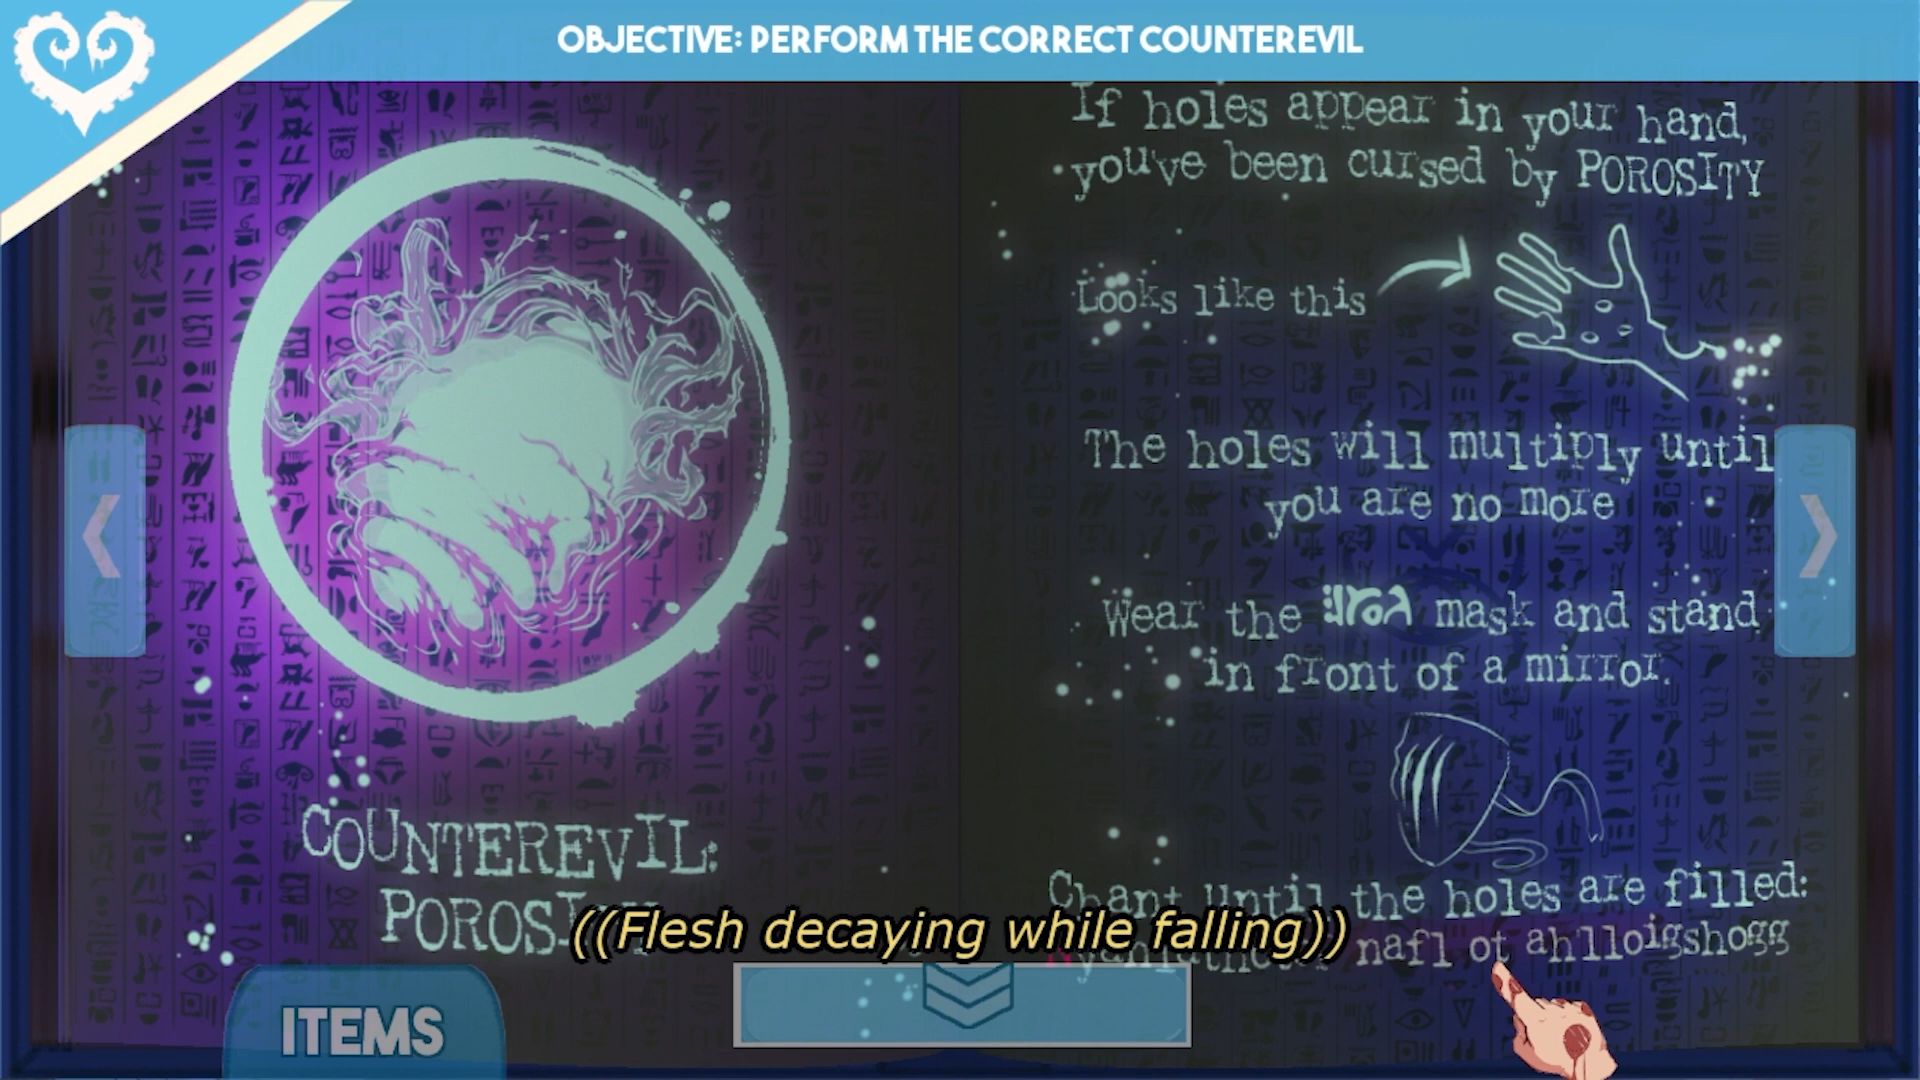 OBJECTIVE: PERFORM THE CORRECT COUNTEREVIL
COUNTEREVIL:
If holes appear in your hand,
you've been cursed by POROSITY
Looks like this
The holes will multiply until
you are no more
Wear the mask and stand
in front of a mirror.
Chant until the holes are filled:
nafl ot ah'lloigshogg
((Flesh decaying while falling))
ITEMS